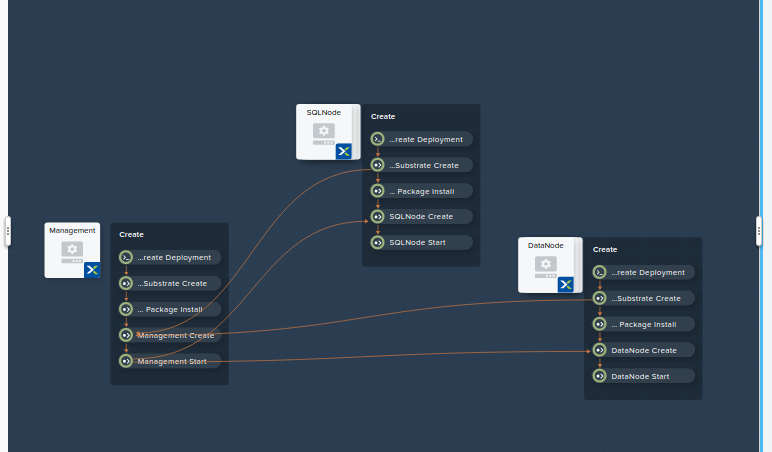 SQLNode
Create
...reate Deployment
...Substrate Create
... Package Install
SQLNode Create
SQLNode Start
Management
Create
...reate Deployment
...Substrate Create
... Package Install
Management Create
Management Start
DataNode
Create
...reate Deployment
...Substrate Create
... Package Install
DataNode Create
DataNode Start